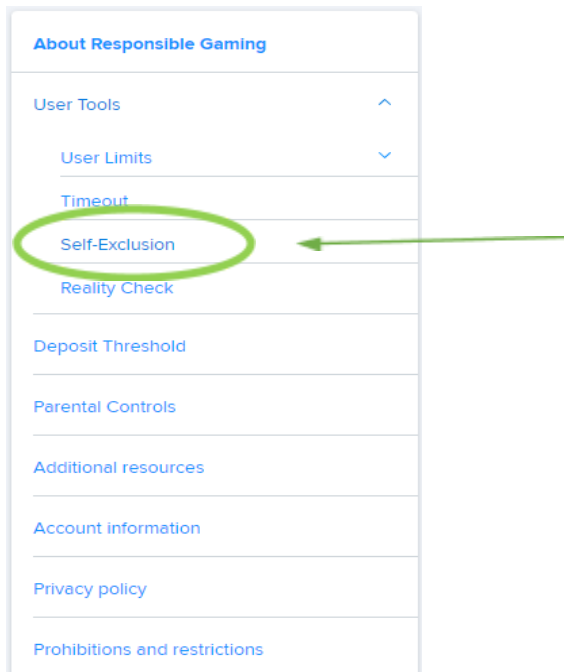 About Responsible Gaming
User Tools
User Limits
Timeout
Self-Exclusion
Reality Check
Deposit Threshold
Parental Controls
Additional resources
Account information
Privacy policy
Prohibitions and restrictions